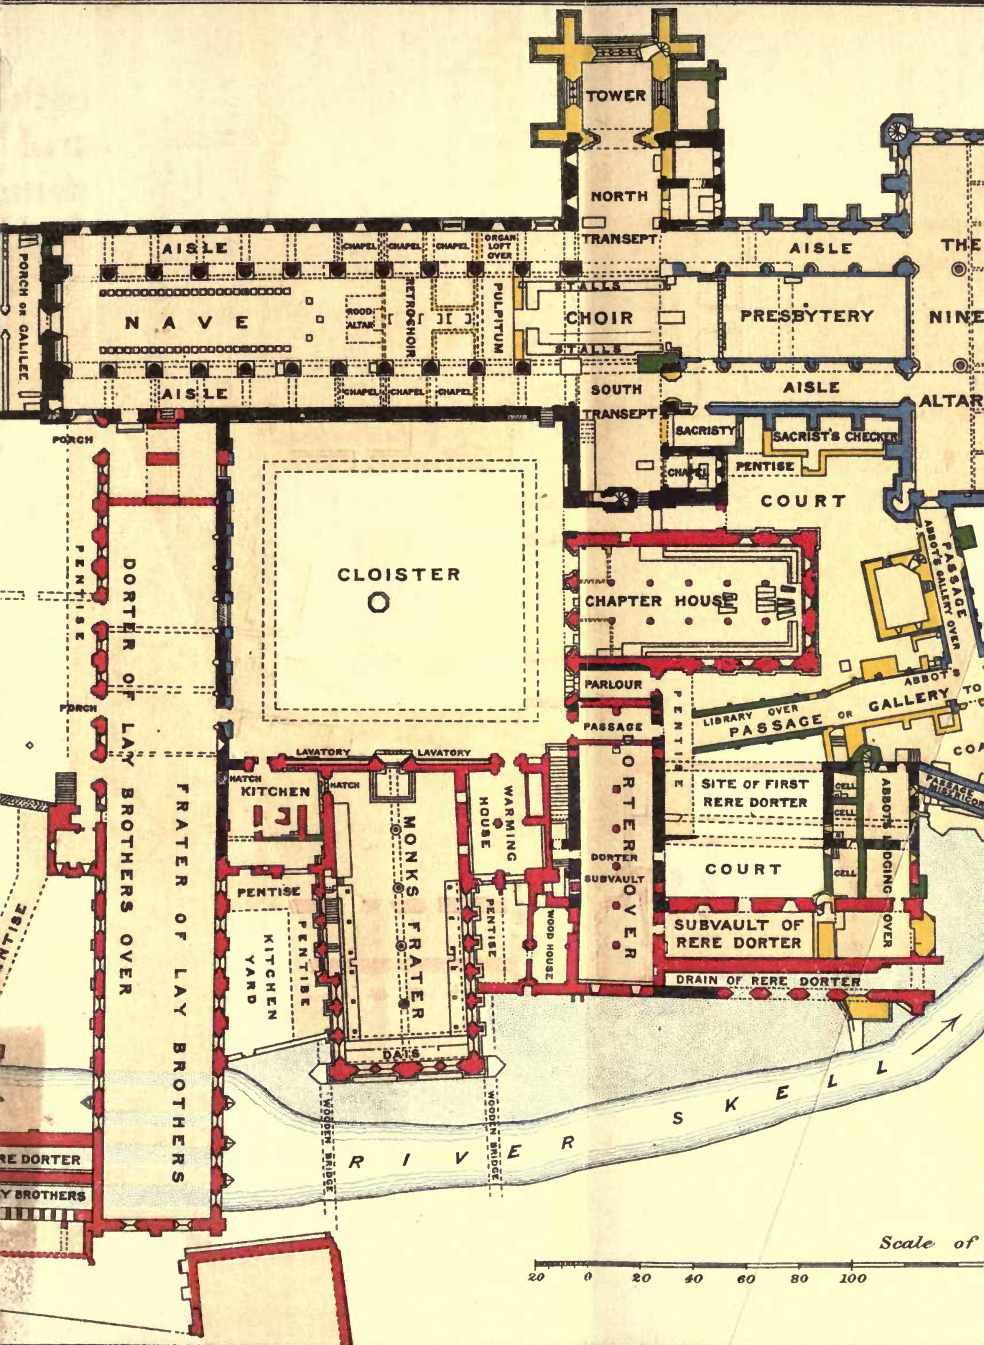 TOWER
NORTH
TRANSEPT
AISLE
CHAPEL
CHAPEL
CHAPEL
ORGAN
LOFT
OVER
AISLE
THE
PORCH OR GALILEE
NAVE
ROOD
ALTAR
RETROCHOIR
PULPITUM
STALLS
CHOIR
STALLS
PRESBYTERY
NINE
AISLE
CHAPEL
CHAPEL
CHAPEL
SOUTH
TRANSEPT
AISLE
ALTAR
SACRISTY
SACRIST'S CHECKER
CHAPEL
PENTISE
COURT
PORCH
PENTISE
DORTER OF LAY BROTHERS OVER
PORCH
CLOISTER
CHAPTER HOUSE
PASSAGE
ABBOT'S GALLERY OVER
PARLOUR
PASSAGE
PENTISE
LIBRARY OVER
ABBOT'S
PASSAGE OR GALLERY TO
LAVATORY
LAVATORY
HATCH
KITCHEN
HATCH
WARMING
HOUSE
DORTER OVER
DORTER
SUBVAULT
SITE OF FIRST
RERE DORTER
CELL
CELL
CELL
ABBOT'S LODGING OVER
COURT
FRATER OF LAY BROTHERS
MONKS FRATER
DAIS
PENTISE
PENTISE
KITCHEN
YARD
PENTISE
WOOD HOUSE
SUBVAULT OF
RERE DORTER
DRAIN OF RERE DORTER
ENTISE
WOODEN BRIDGE
WOODEN BRIDGE
RIVER SKELL
RE DORTER
Y BROTHERS
Scale of
20 0 20 40 60 80 100